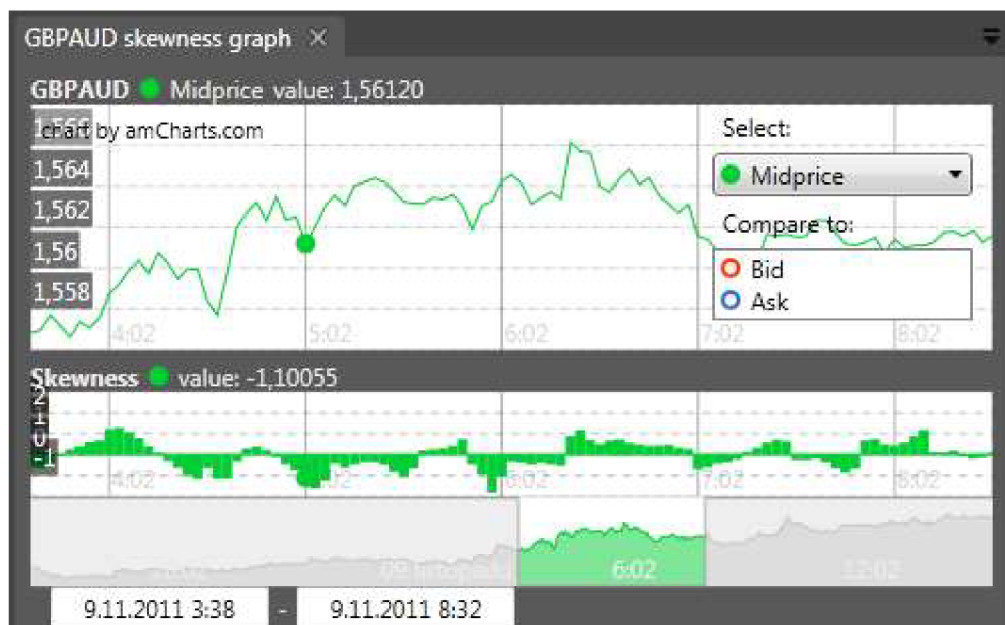 GBPAUD skewness graph ×
GBPAUD Midprice value: 1,56120
chart by amCharts.com
Select:
1,564
Midprice
1,562
Compare to:
1,56
Bid
1,558
Ask
4:02 5:02 6:02 7:02 8:02
Skewness value: -1,10055
2
1
0
-1
4:02 6:02 7:02 8:02
09 listopad 6:02 12:02
9.11.2011 3:38 - 9.11.2011 8:32